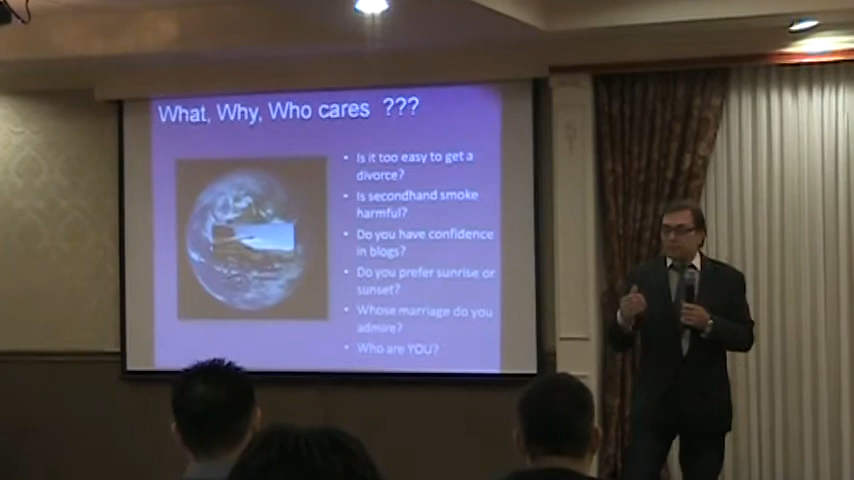 What, Why, Who cares ???
• Is it too easy to get a
divorce?
• Is secondhand smoke
harmful?
• Do you have confidence
in blogs?
• Do you prefer sunrise or
sunset?
• Whose marriage do you
admire?
• Who are YOU?